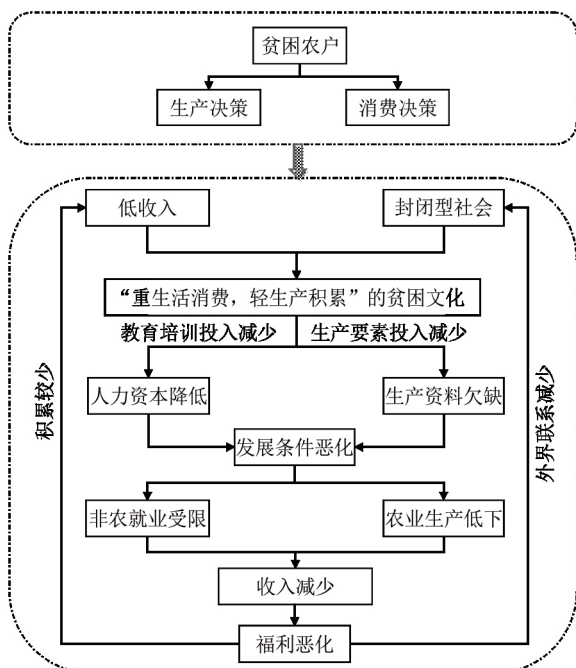 贫困农户
生产决策
消费决策
低收入
封闭型社会
“重生活消费，轻生产积累”的贫困文化
教育培训投入减少
生产要素投入减少
人力资本降低
生产资料欠缺
积累较少
外界联系减少
发展条件恶化
非农就业受限
农业生产低下
收入减少
福利恶化